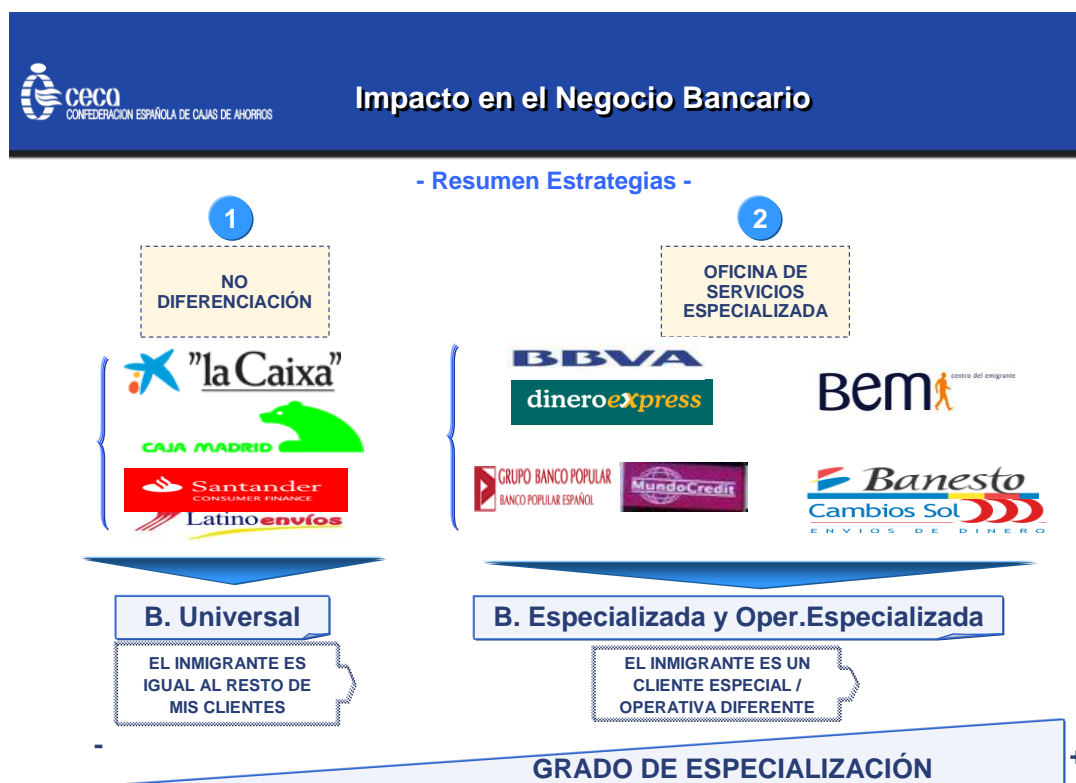 ceca
CONFEDERACION ESPAÑOLA DE CAJAS DE AHORROS
Impacto en el Negocio Bancario
- Resumen Estrategias -
1
2
NO
DIFERENCIACIÓN
OFICINA DE
SERVICIOS
ESPECIALIZADA
"la Caixa"
CAJA MADRID
Santander
CONSUMER FINANCE
Latinoenvíos
BBVA
dineroexpress
Bem
centro del emigrante
GRUPO BANCO POPULAR
BANCO POPULAR ESPAÑOL
MundoCredit
Banesto
Cambios Sol
ENVIOS DE DINERO
B. Universal
B. Especializada y Oper.Especializada
EL INMIGRANTE ES
IGUAL AL RESTO DE
MIS CLIENTES
EL INMIGRANTE ES UN
CLIENTE ESPECIAL /
OPERATIVA DIFERENTE
-
+
GRADO DE ESPECIALIZACIÓN